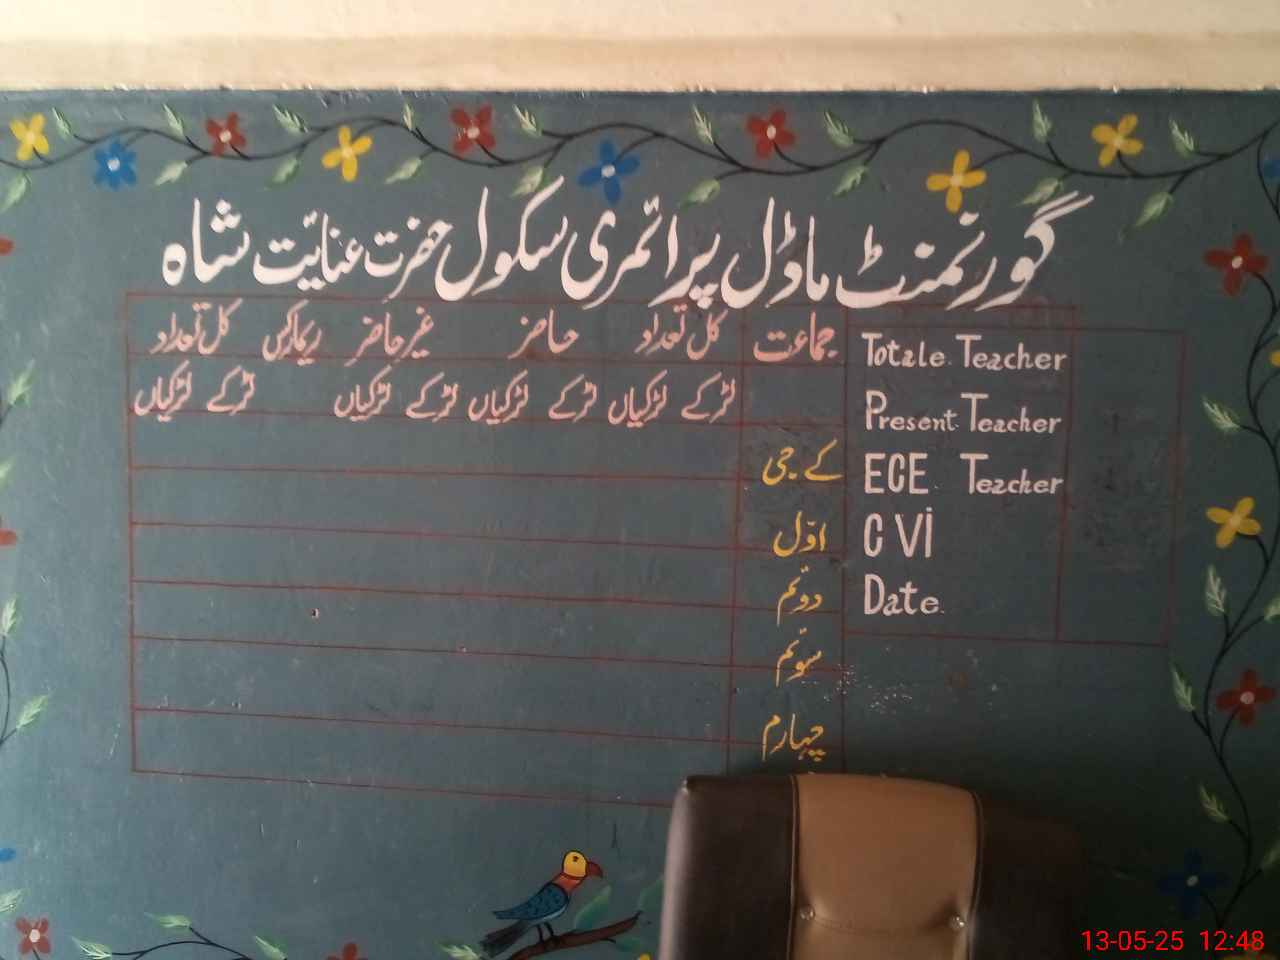 گورنمنٹ ماڈل پرائمری سکول حضرت عنایت شاہ
جماعت کل تعداد حاضر غیر حاضر ریمارکس کل تعداد
لڑکے لڑکیاں لڑکے لڑکیاں لڑکے لڑکیاں لڑکے لڑکیاں
کے جی
اوّل
دوئم
سوئم
چہارم
Totale Teacher
Present Teacher
ECE Teacher
C Vİ
Date
13-05-25 12:48